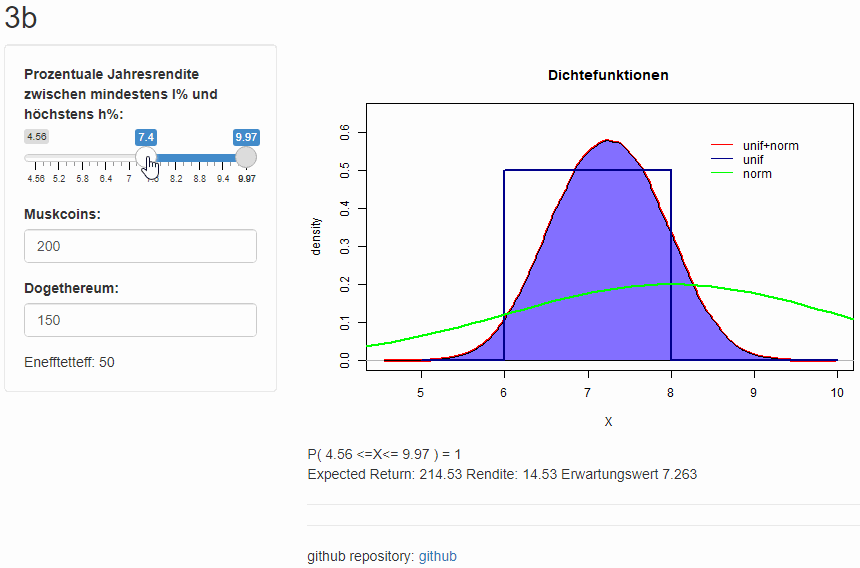 3b
Prozentuale Jahresrendite
zwischen mindestens l% und
höchstens h%:
4.56 7.4 9.97
4.56 5.2 5.8 6.4 7 8.2 8.8 9.4 9.97
Muskcoins:
200
Dogethereum:
150
Enefftetteff: 50
Dichtefunktionen
unif+norm
unif
norm
density
0.0 0.1 0.2 0.3 0.4 0.5 0.6
5 6 7 8 9 10
X
P( 4.56 <=X<= 9.97 ) = 1
Expected Return: 214.53 Rendite: 14.53 Erwartungswert 7.263
github repository: github